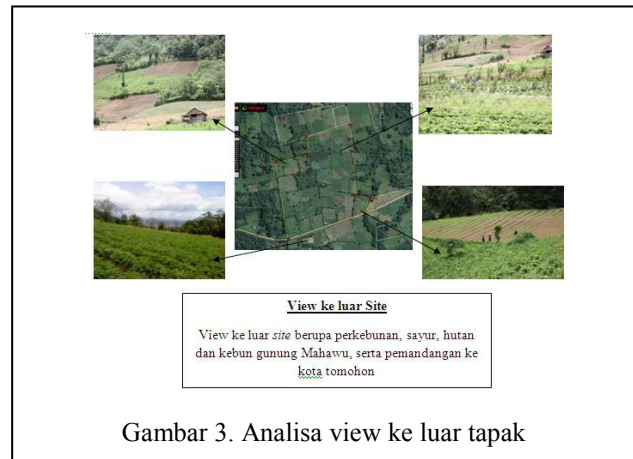 View ke luar Site
View ke luar site berupa perkebunan, sayur, hutan
dan kebun gunung Mahawu, serta pemandangan ke
kota tomohon
Gambar 3. Analisa view ke luar tapak